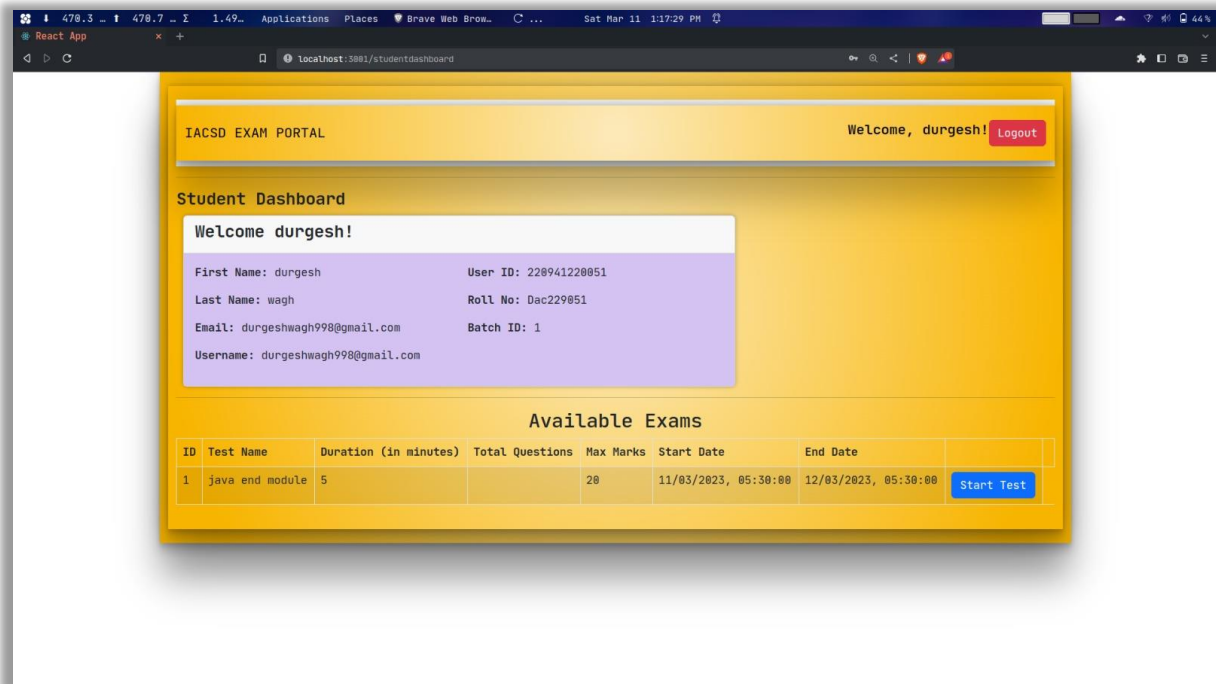 470.3 … 470.7 … Σ 1.49… Applications Places Brave Web Brow… C ... Sat Mar 11 1:17:29 PM 44%
React App × +
localhost:3001/studentdashboard
IACSD EXAM PORTAL Welcome, durgesh! Logout
Student Dashboard
Welcome durgesh!
First Name: durgesh User ID: 220941220051
Last Name: wagh Roll No: Dac229051
Email: durgeshwagh998@gmail.com Batch ID: 1
Username: durgeshwagh998@gmail.com
Available Exams
ID Test Name Duration (in minutes) Total Questions Max Marks Start Date End Date
1 java end module 5 20 11/03/2023, 05:30:00 12/03/2023, 05:30:00 Start Test